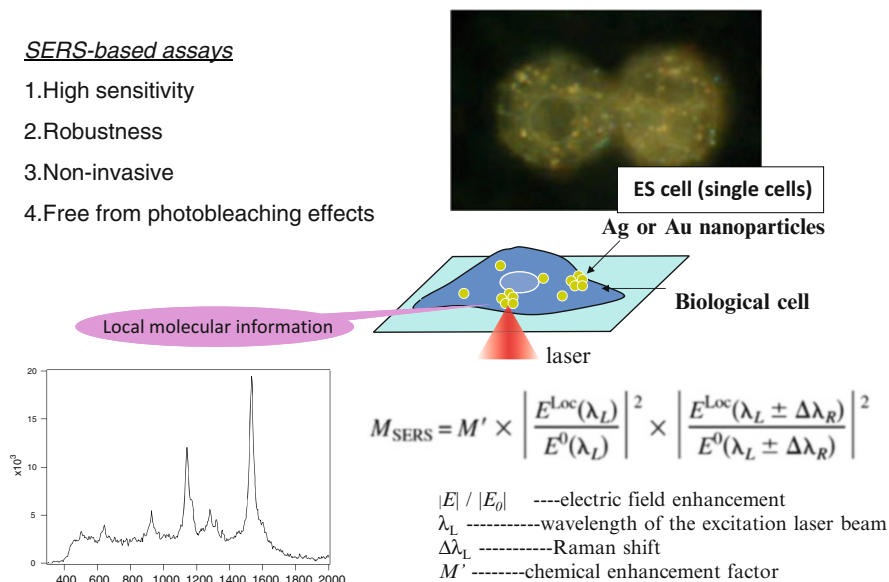 SERS-based assays
1.High sensitivity
2.Robustness
3.Non-invasive
4.Free from photobleaching effects
ES cell (single cells)
Ag or Au nanoparticles
Biological cell
Local molecular information
laser
20
15
10
5
0
x10³
400 600 800 1000 1200 1400 1600 1800 2000
M_SERS = M′ × | E^Loc(λ_L) / E^0(λ_L) |² × | E^Loc(λ_L ± Δλ_R) / E^0(λ_L ± Δλ_R) |²
|E| / |E₀| ----electric field enhancement
λ_L -----------wavelength of the excitation laser beam
Δλ_L -----------Raman shift
M' --------chemical enhancement factor